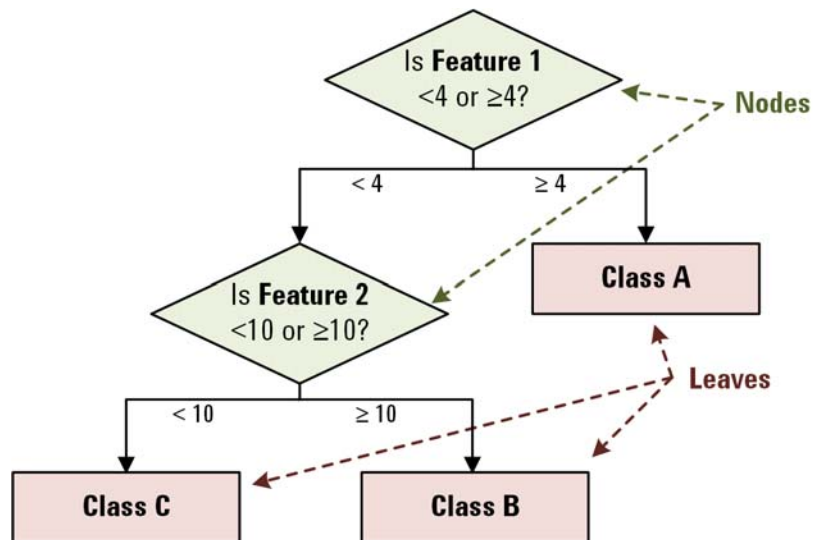 Is Feature 1
<4 or ≥4?
Nodes
< 4
≥ 4
Is Feature 2
<10 or ≥10?
Class A
Leaves
< 10
≥ 10
Class C
Class B